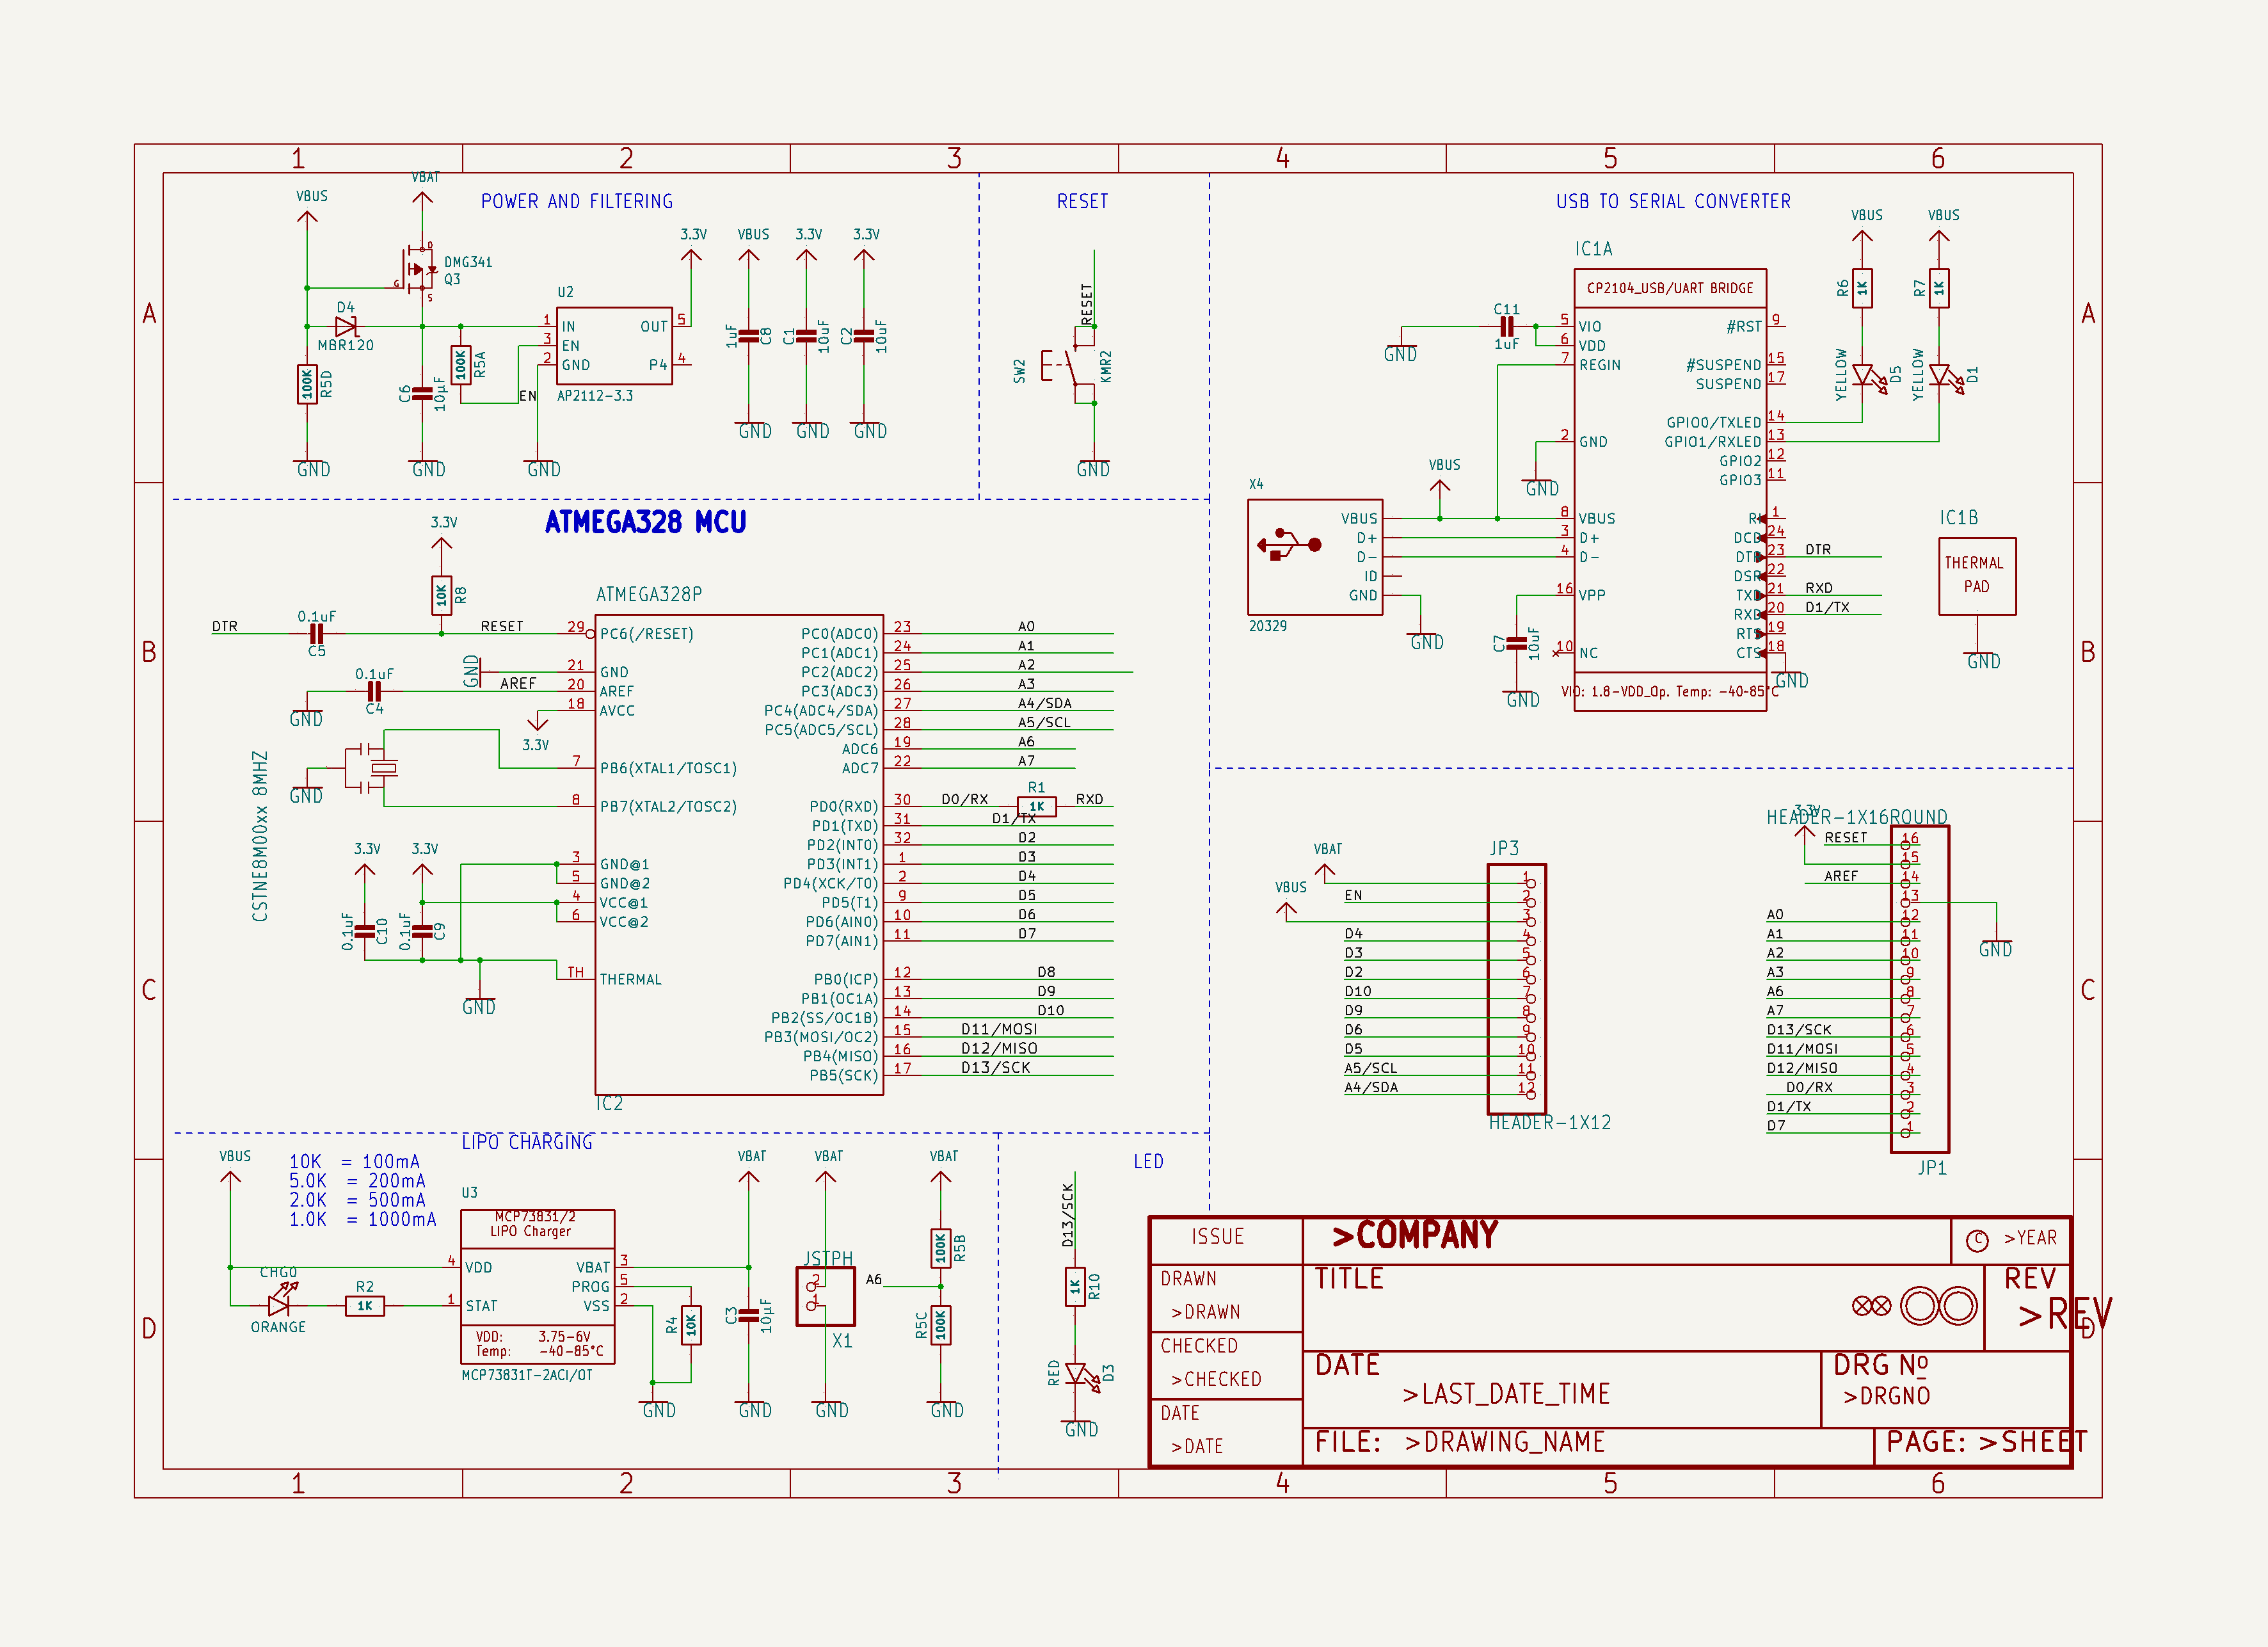 1 2 3 4 5 6
A
B
C
D
POWER AND FILTERING
VBUS
VBAT
DMG341
Q3
D
G
S
D4
MBR120
100K
R5D
C6
10µF
100K
R5A
EN
U2
1 IN
3 EN
2 GND
OUT 5
P4 4
AP2112-3.3
3.3V
VBUS
3.3V
3.3V
1uF
C8
C1
10uF
C2
10uF
GND
GND
GND
GND
GND
GND
RESET
RESET
SW2
KMR2
GND
USB TO SERIAL CONVERTER
IC1A
CP2104_USB/UART BRIDGE
C11
1uF
GND
5 VIO
6 VDD
7 REGIN
2 GND
8 VBUS
3 D+
4 D-
16 VPP
10 NC
#RST 9
#SUSPEND 15
SUSPEND 17
GPIO0/TXLED 14
GPIO1/RXLED 13
GPIO2 12
GPIO3 11
RI 1
DCD 24
DTR 23
DSR 22
TXD 21
RXD 20
RTS 19
CTS 18
VIO: 1.8-VDD_Op. Temp: -40-85°C
GND
GND
DTR
RXD
D1/TX
VBUS
VBUS
R6
1K
R7
1K
YELLOW
D5
YELLOW
D1
X4
VBUS
D+
D-
ID
GND
20329
VBUS
GND
C7
10uF
GND
IC1B
THERMAL
PAD
GND
ATMEGA328 MCU
3.3V
10K
R8
DTR
0.1uF
C5
RESET
GND
0.1uF
C4
AREF
GND
3.3V
GND
CSTNE8M00xx 8MHZ
3.3V
3.3V
0.1uF
C10
0.1uF
C9
GND
ATMEGA328P
29 PC6(/RESET)
21 GND
20 AREF
18 AVCC
7 PB6(XTAL1/TOSC1)
8 PB7(XTAL2/TOSC2)
3 GND@1
5 GND@2
4 VCC@1
6 VCC@2
TH THERMAL
PC0(ADC0) 23 A0
PC1(ADC1) 24 A1
PC2(ADC2) 25 A2
PC3(ADC3) 26 A3
PC4(ADC4/SDA) 27 A4/SDA
PC5(ADC5/SCL) 28 A5/SCL
ADC6 19 A6
ADC7 22 A7
PD0(RXD) 30 D0/RX
R1
1K
RXD
PD1(TXD) 31 D1/TX
PD2(INT0) 32 D2
PD3(INT1) 1 D3
PD4(XCK/T0) 2 D4
PD5(T1) 9 D5
PD6(AIN0) 10 D6
PD7(AIN1) 11 D7
PB0(ICP) 12 D8
PB1(OC1A) 13 D9
PB2(SS/OC1B) 14 D10
PB3(MOSI/OC2) 15 D11/MOSI
PB4(MISO) 16 D12/MISO
PB5(SCK) 17 D13/SCK
IC2
JP3
VBAT
VBUS
1
EN 2
3
D4 4
D3 5
D2 6
D10 7
D9 8
D6 9
D5 10
A5/SCL 11
A4/SDA 12
HEADER-1X12
HEADER-1X16ROUND
3.3V
RESET 16
15
AREF 14
13
A0 12
A1 11
A2 10
A3 9
A6 8
A7 7
D13/SCK 6
D11/MOSI 5
D12/MISO 4
D0/RX 3
D1/TX 2
D7 1
GND
JP1
LIPO CHARGING
10K = 100mA
5.0K = 200mA
2.0K = 500mA
1.0K = 1000mA
VBUS
CHG0
ORANGE
R2
1K
U3
MCP73831/2
LIPO Charger
4 VDD
1 STAT
VBAT 3
PROG 5
VSS 2
VDD: 3.75-6V
Temp: -40-85°C
MCP73831T-2ACI/OT
R4
10K
GND
VBAT
C3
10µF
GND
VBAT
JSTPH
2
1
X1
GND
VBAT
A6
100K
R5B
R5C
100K
GND
LED
D13/SCK
1K
R10
RED
D3
GND
ISSUE
>COMPANY
© >YEAR
DRAWN
>DRAWN
TITLE
REV
>REV
CHECKED
>CHECKED
DATE
>LAST_DATE_TIME
DRG Nº
>DRGNO
DATE
>DATE
FILE: >DRAWING_NAME
PAGE: >SHEET
A
B
C
D
1 2 3 4 5 6